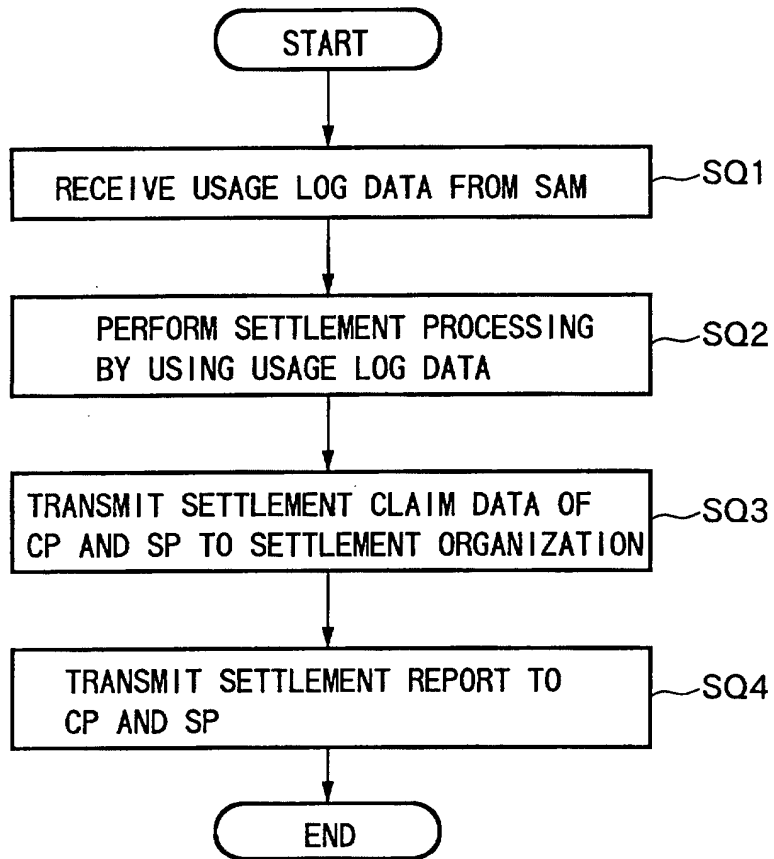 START
RECEIVE USAGE LOG DATA FROM SAM
SQ1
PERFORM SETTLEMENT PROCESSING
BY USING USAGE LOG DATA
SQ2
TRANSMIT SETTLEMENT CLAIM DATA OF
CP AND SP TO SETTLEMENT ORGANIZATION
SQ3
TRANSMIT SETTLEMENT REPORT TO
CP AND SP
SQ4
END